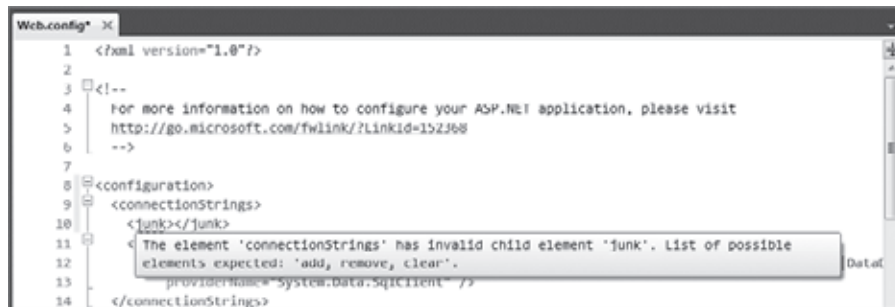 Web.config* ×
1 <?xml version="1.0"?>
2
3 <!--
4 For more information on how to configure your ASP.NET application, please visit
5 http://go.microsoft.com/fwlink/?LinkId=152368
6 -->
7
8 <configuration>
9 <connectionStrings>
10 <junk></junk>
11 <
The element 'connectionStrings' has invalid child element 'junk'. List of possible
12 elements expected: 'add, remove, clear'.
13 providerName="System.Data.SqlClient" />
14 </connectionStrings>